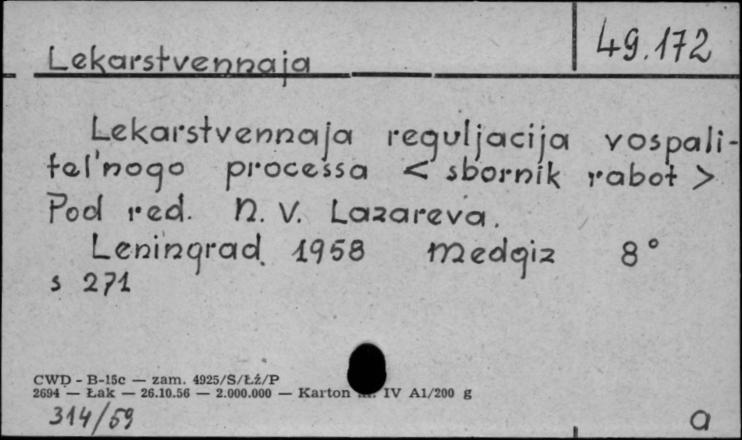 49.172
Lekarstvennaja
Lekarstvennaja reguljacija vospali-
tel'nogo processa < sbornik rabot >
Pod red. N. V. Lazareva.
Leningrad 1958 Medgiz 8°
s 271
CWD - B-15c — zam. 4925/S/Łź/P
2694 — Łak — 26.10.56 — 2.000.000 — Karton IV A1/200 g
314/59
a